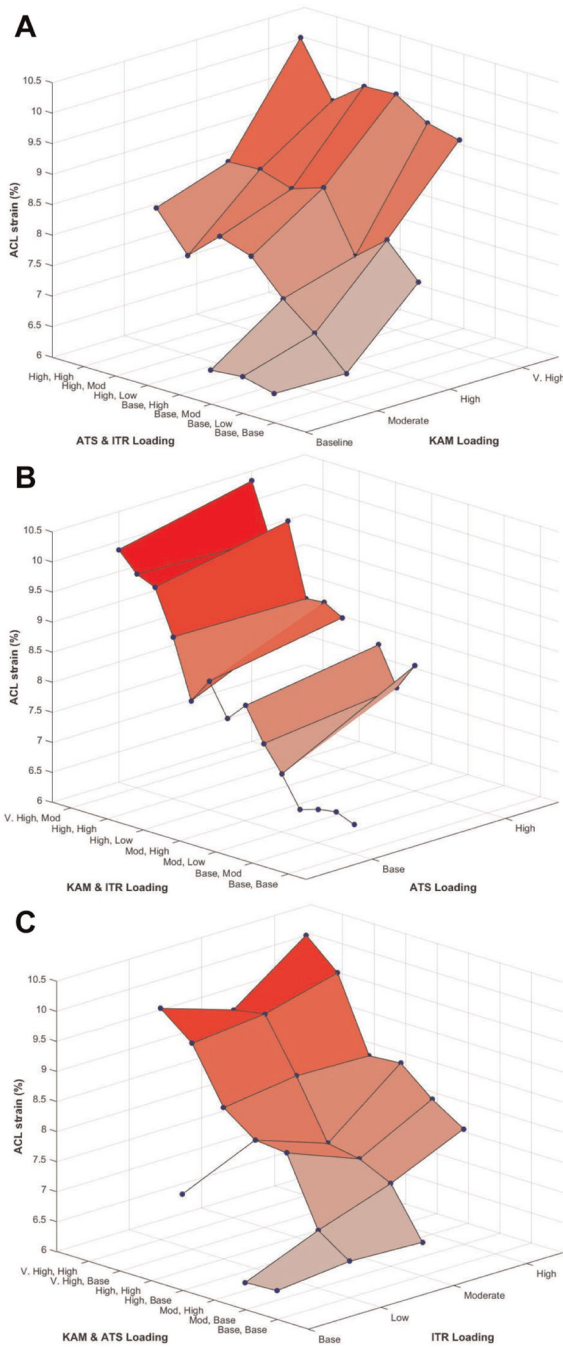 A
10.5
10
9.5
9
8.5
8
7.5
7
6.5
6
ACL strain (%)
High, High
High, Mod
High, Low
Base, High
Base, Mod
Base, Low
Base, Base
ATS & ITR Loading
Baseline
Moderate
High
V. High
KAM Loading
B
10.5
10
9.5
9
8.5
8
7.5
7
6.5
6
ACL strain (%)
V. High, Mod
High, High
High, Low
Mod, High
Mod, Low
Base, Mod
Base, Base
KAM & ITR Loading
Base
High
ATS Loading
C
10.5
10
9.5
9
8.5
8
7.5
7
6.5
6
ACL strain (%)
V. High, High
V. High, Base
High, High
High, Base
Mod, High
Mod, Base
Base, Base
KAM & ATS Loading
Base
Low
Moderate
High
ITR Loading